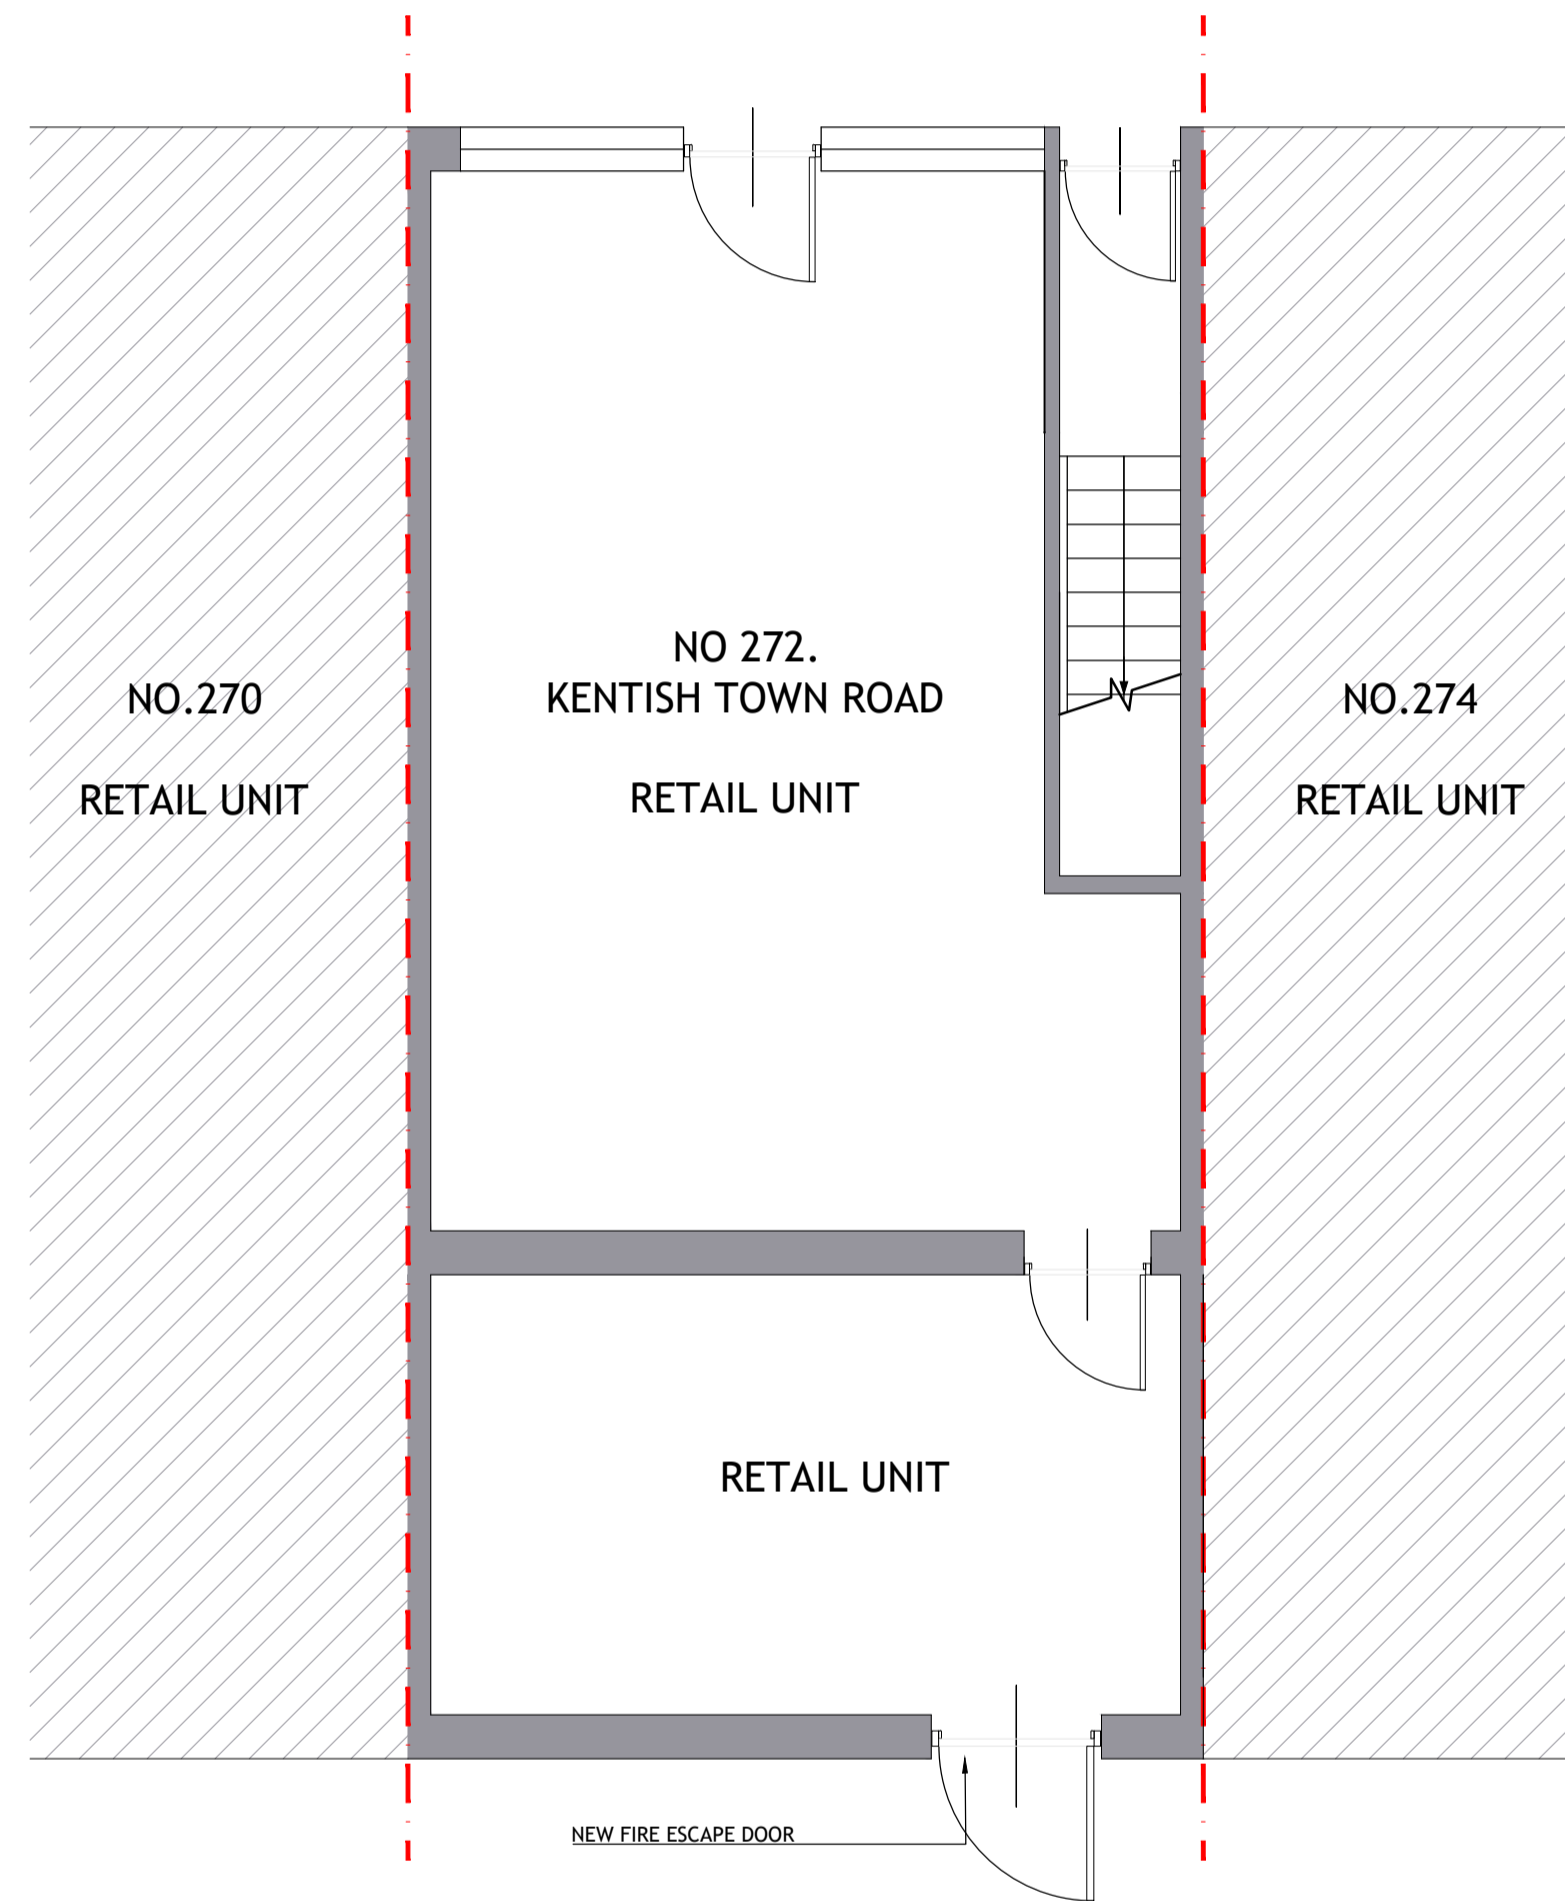 NO 272.
KENTISH TOWN ROAD
RETAIL UNIT
NO.270
RETAIL UNIT
NO.274
RETAIL UNIT
RETAIL UNIT
NEW FIRE ESCAPE DOOR